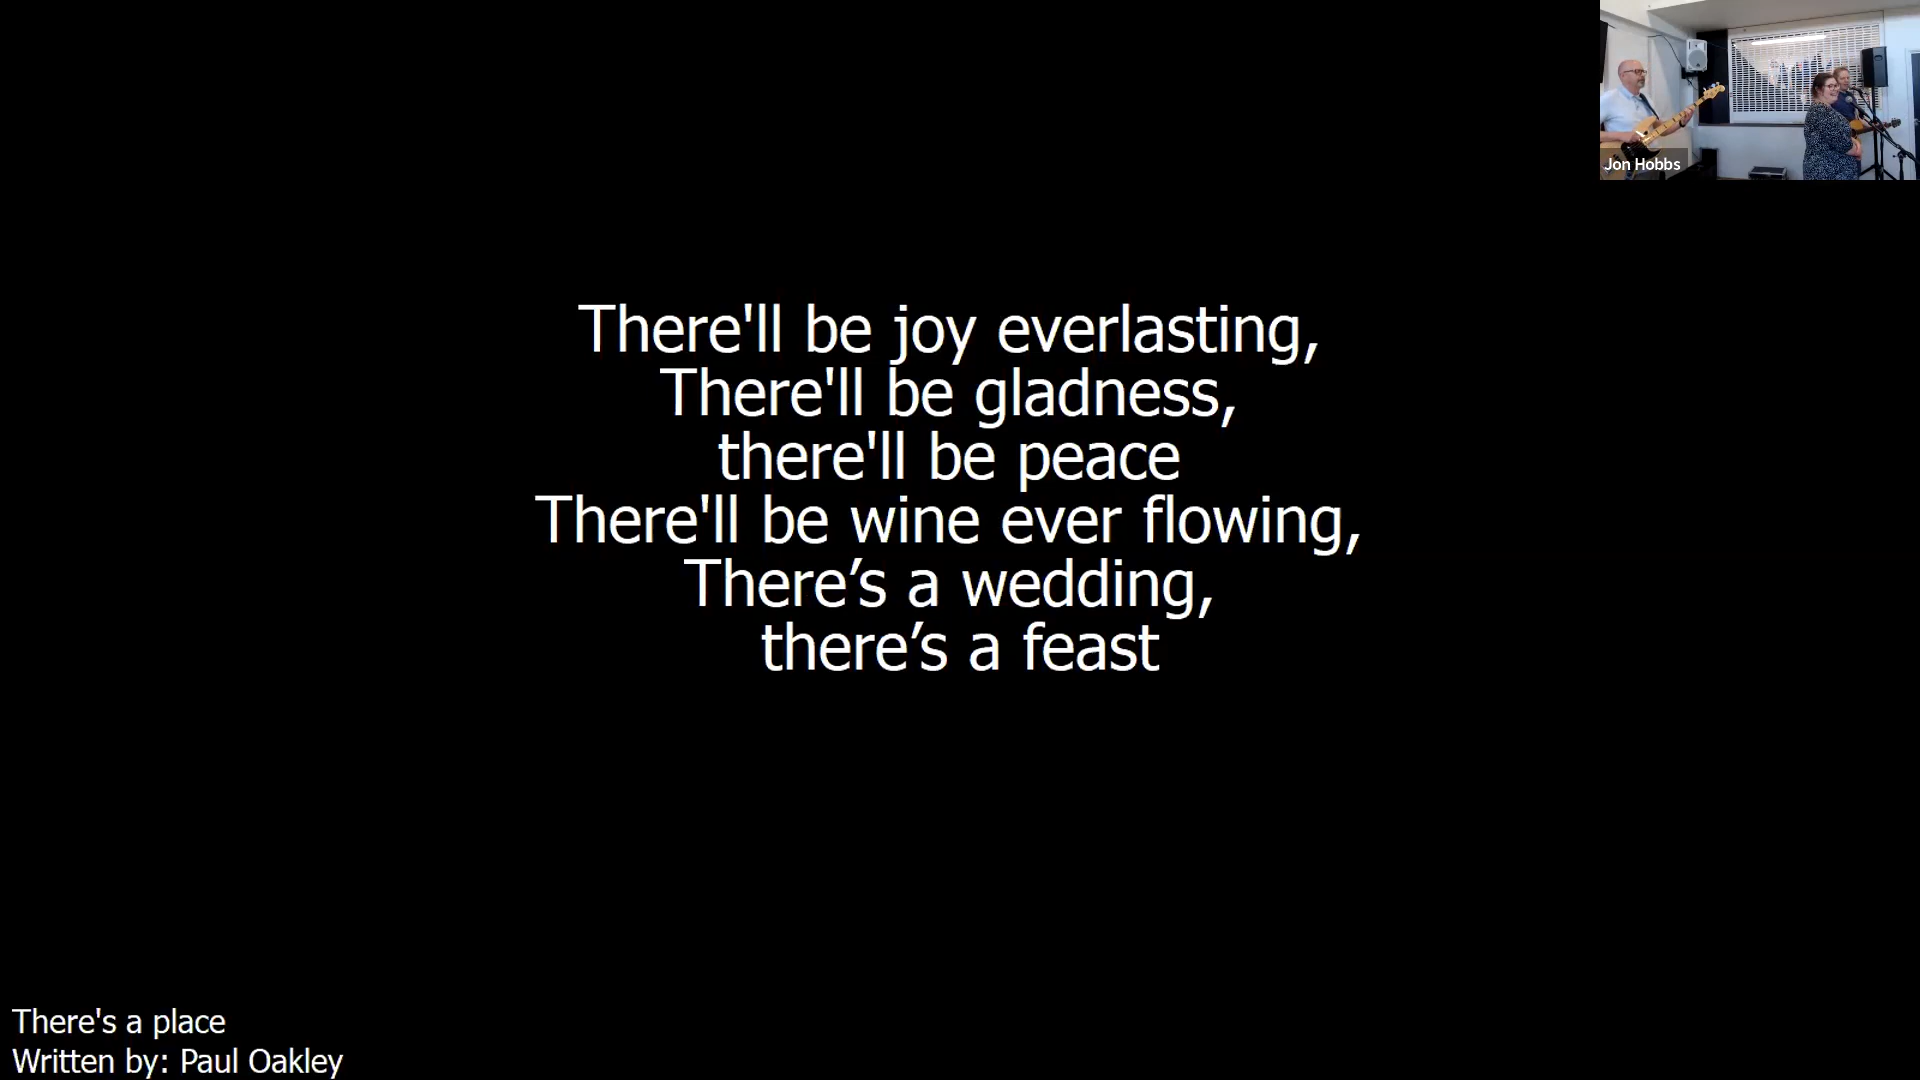 There'll be joy everlasting,
There'll be gladness,
there'll be peace
There'll be wine ever flowing,
There’s a wedding,
there’s a feast
Jon Hobbs
There's a place
Written by: Paul Oakley